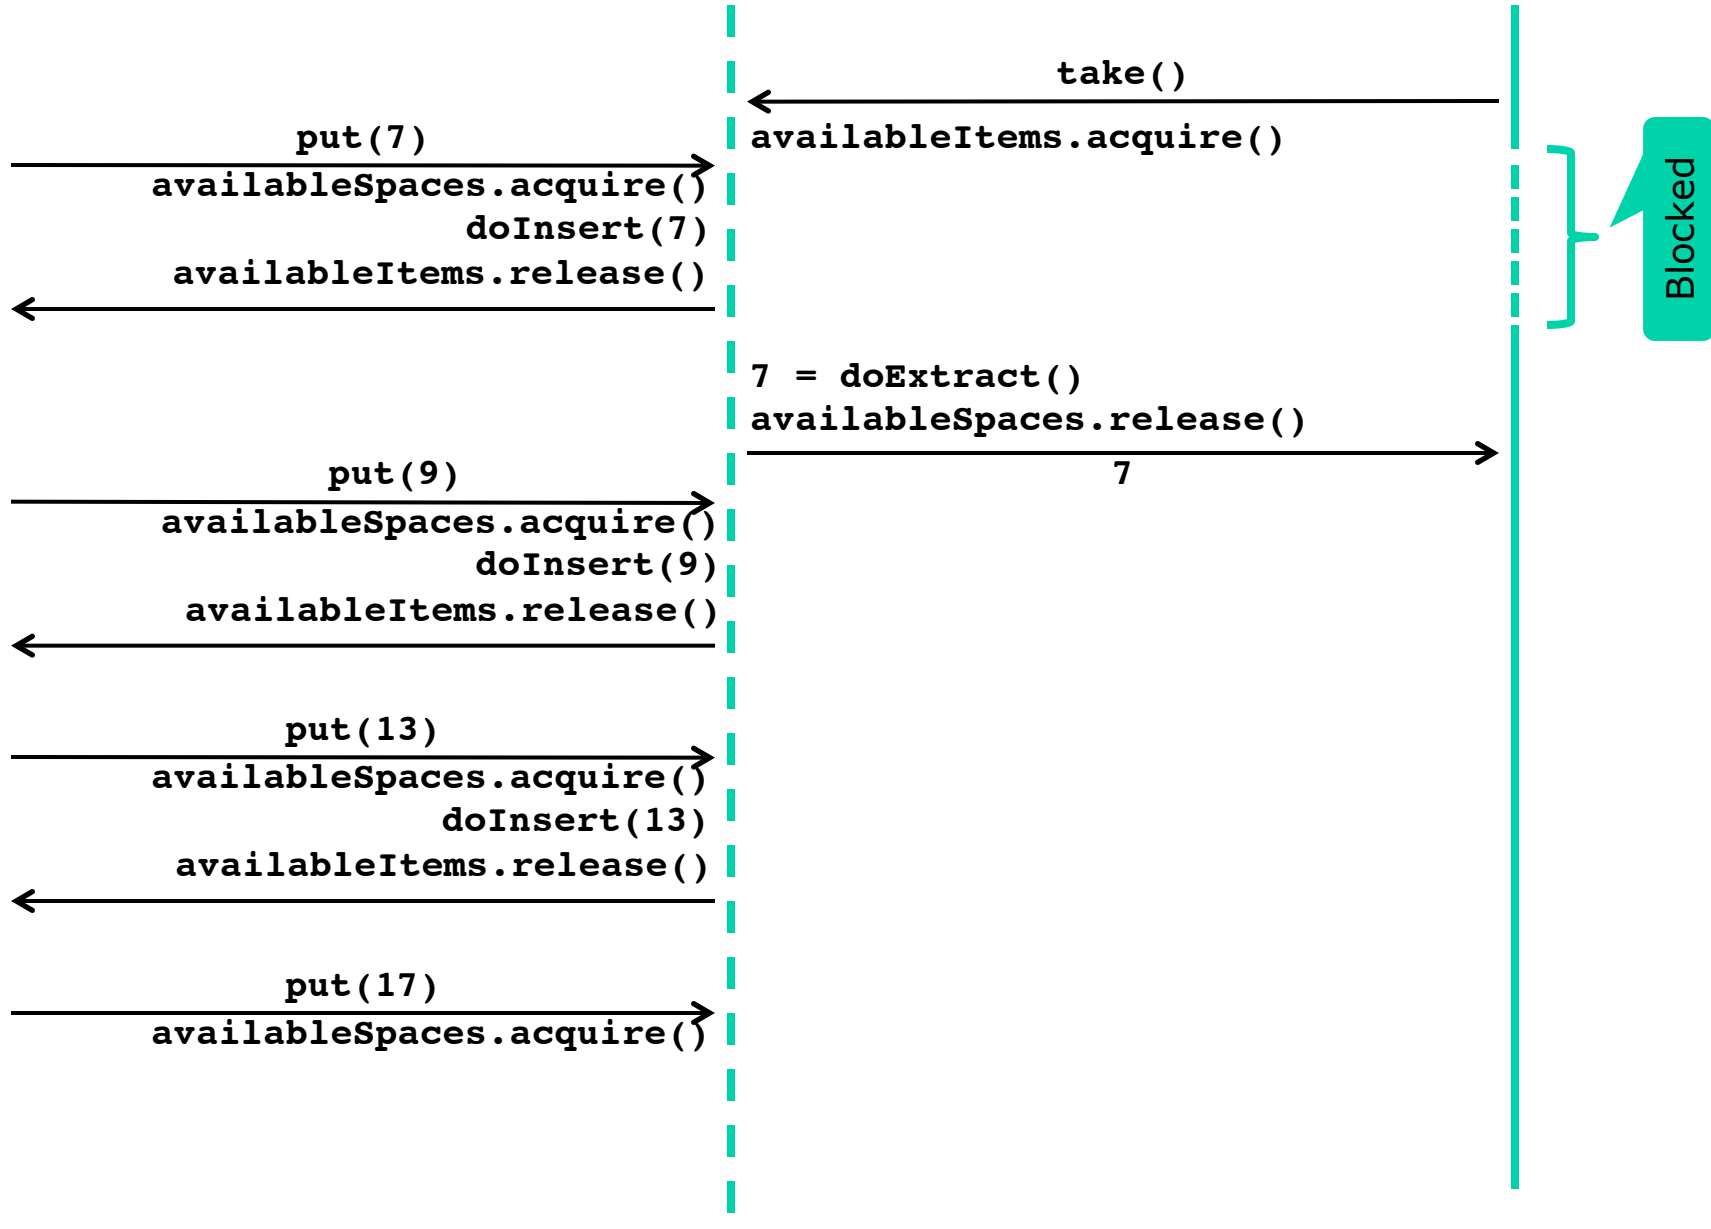 take()
put(7)
availableItems.acquire()
availableSpaces.acquire()
doInsert(7)
availableItems.release()
Blocked
7 = doExtract()
availableSpaces.release()
7
put(9)
availableSpaces.acquire()
doInsert(9)
availableItems.release()
put(13)
availableSpaces.acquire()
doInsert(13)
availableItems.release()
put(17)
availableSpaces.acquire()